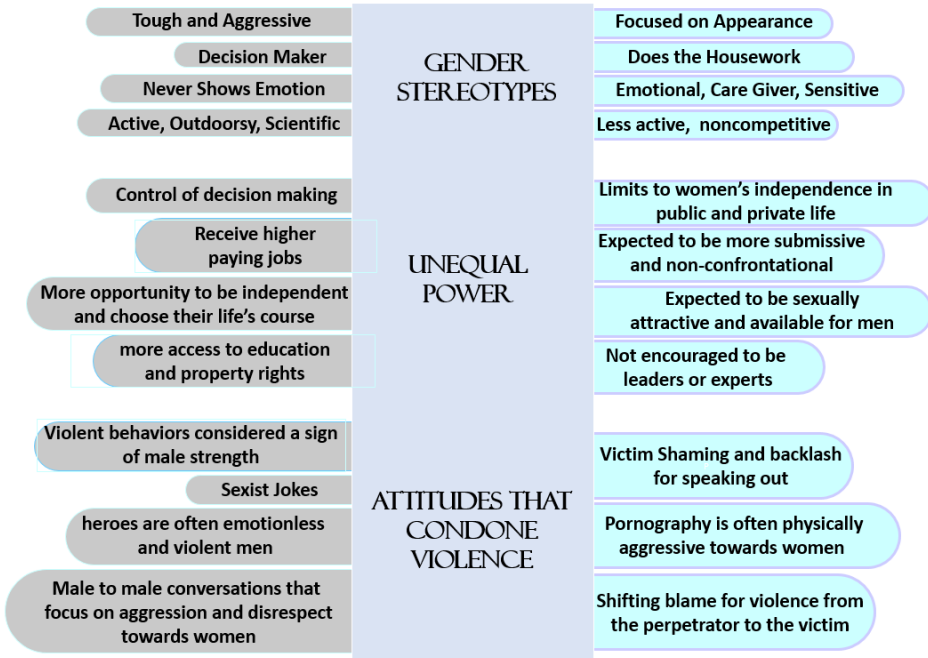 Tough and Aggressive
Decision Maker
Never Shows Emotion
Active, Outdoorsy, Scientific
GENDER
STEREOTYPES
Focused on Appearance
Does the Housework
Emotional, Care Giver, Sensitive
Less active,  noncompetitive
Control of decision making
Receive higher
paying jobs
More opportunity to be independent
and choose their life's course
more access to education
and property rights
UNEQUAL
POWER
Limits to women's independence in
public and private life
Expected to be more submissive
and non-confrontational
Expected to be sexually
attractive and available for men
Not encouraged to be
leaders or experts
Violent behaviors considered a sign
of male strength
Sexist Jokes
heroes are often emotionless
and violent men
Male to male conversations that
focus on aggression and disrespect
towards women
ATTITUDES THAT
CONDONE
VIOLENCE
Victim Shaming and backlash
for speaking out
Pornography is often physically
aggressive towards women
Shifting blame for violence from
the perpetrator to the victim